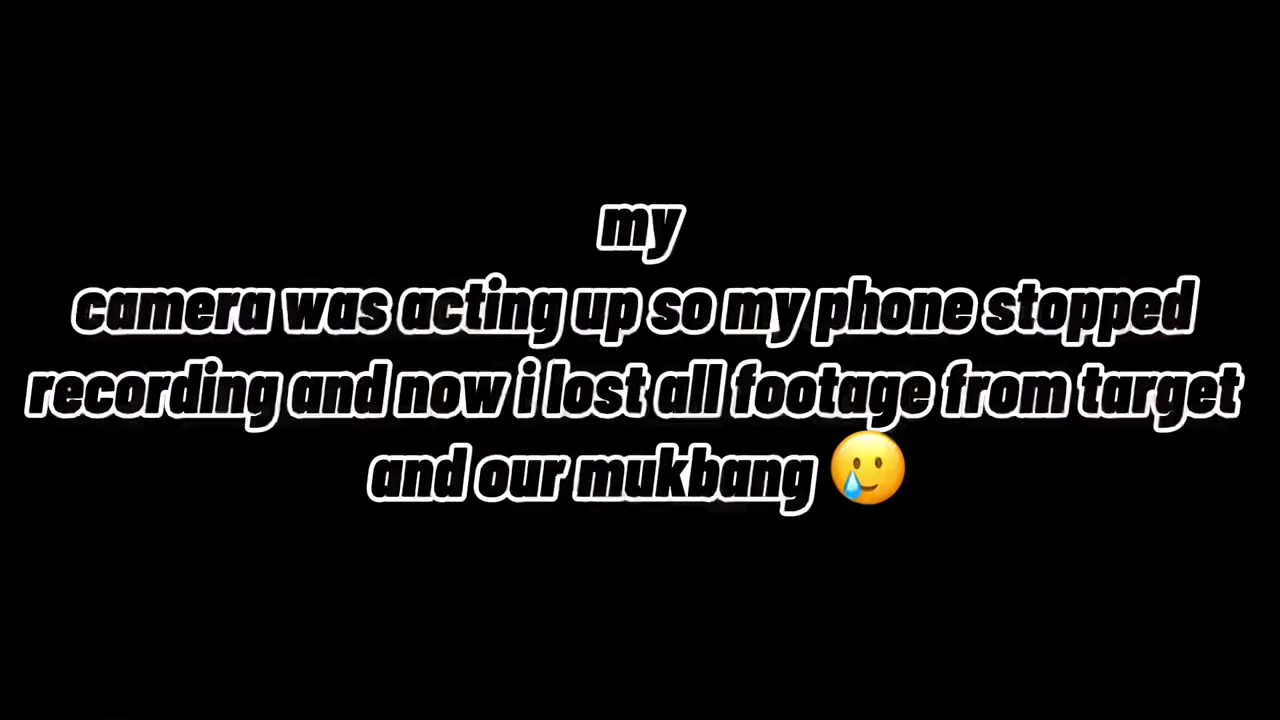 my
camera was acting up so my phone stopped
recording and now i lost all footage from target
and our mukbang 🥲